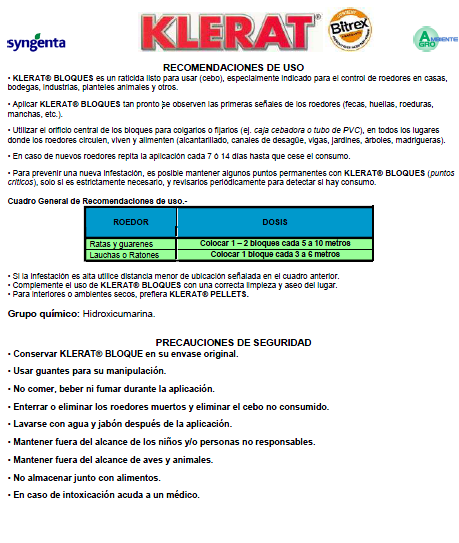 syngenta
KLERAT®
Bitrex
AMBIENTE
AGRO
RECOMENDACIONES DE USO
• KLERAT® BLOQUES es un raticida listo para usar (cebo), especialmente indicado para el control de roedores en casas,
bodegas, industrias, planteles animales y otros.
• Aplicar KLERAT® BLOQUES tan pronto se observen las primeras señales de los roedores (fecas, huellas, roeduras,
manchas, etc.).
• Utilizar el orificio central de los bloques para colgarlos o fijarlos (ej. caja cebadora o tubo de PVC), en todos los lugares
donde los roedores circulen, viven y alimenten (alcantarillado, canales de desagüe, vigas, jardines, árboles, madrigueras).
• En caso de nuevos roedores repita la aplicación cada 7 ó 14 días hasta que cese el consumo.
• Para prevenir una nueva infestación, es posible mantener algunos puntos permanentes con KLERAT® BLOQUES (puntos
críticos), solo si es estrictamente necesario, y revisarlos periódicamente para detectar si hay consumo.
Cuadro General de Recomendaciones de uso.-
ROEDOR DOSIS
Ratas y guarenes Colocar 1 – 2 bloques cada 5 a 10 metros
Lauchas o Ratones Colocar 1 bloque cada 3 a 6 metros
• Si la infestación es alta utilice distancia menor de ubicación señalada en el cuadro anterior.
• Complemente el uso de KLERAT® BLOQUES con una correcta limpieza y aseo del lugar.
• Para interiores o ambientes secos, prefiera KLERAT® PELLETS.
Grupo químico: Hidroxicumarina.
PRECAUCIONES DE SEGURIDAD
• Conservar KLERAT® BLOQUE en su envase original.
• Usar guantes para su manipulación.
• No comer, beber ni fumar durante la aplicación.
• Enterrar o eliminar los roedores muertos y eliminar el cebo no consumido.
• Lavarse con agua y jabón después de la aplicación.
• Mantener fuera del alcance de los niños y/o personas no responsables.
• Mantener fuera del alcance de aves y animales.
• No almacenar junto con alimentos.
• En caso de intoxicación acuda a un médico.